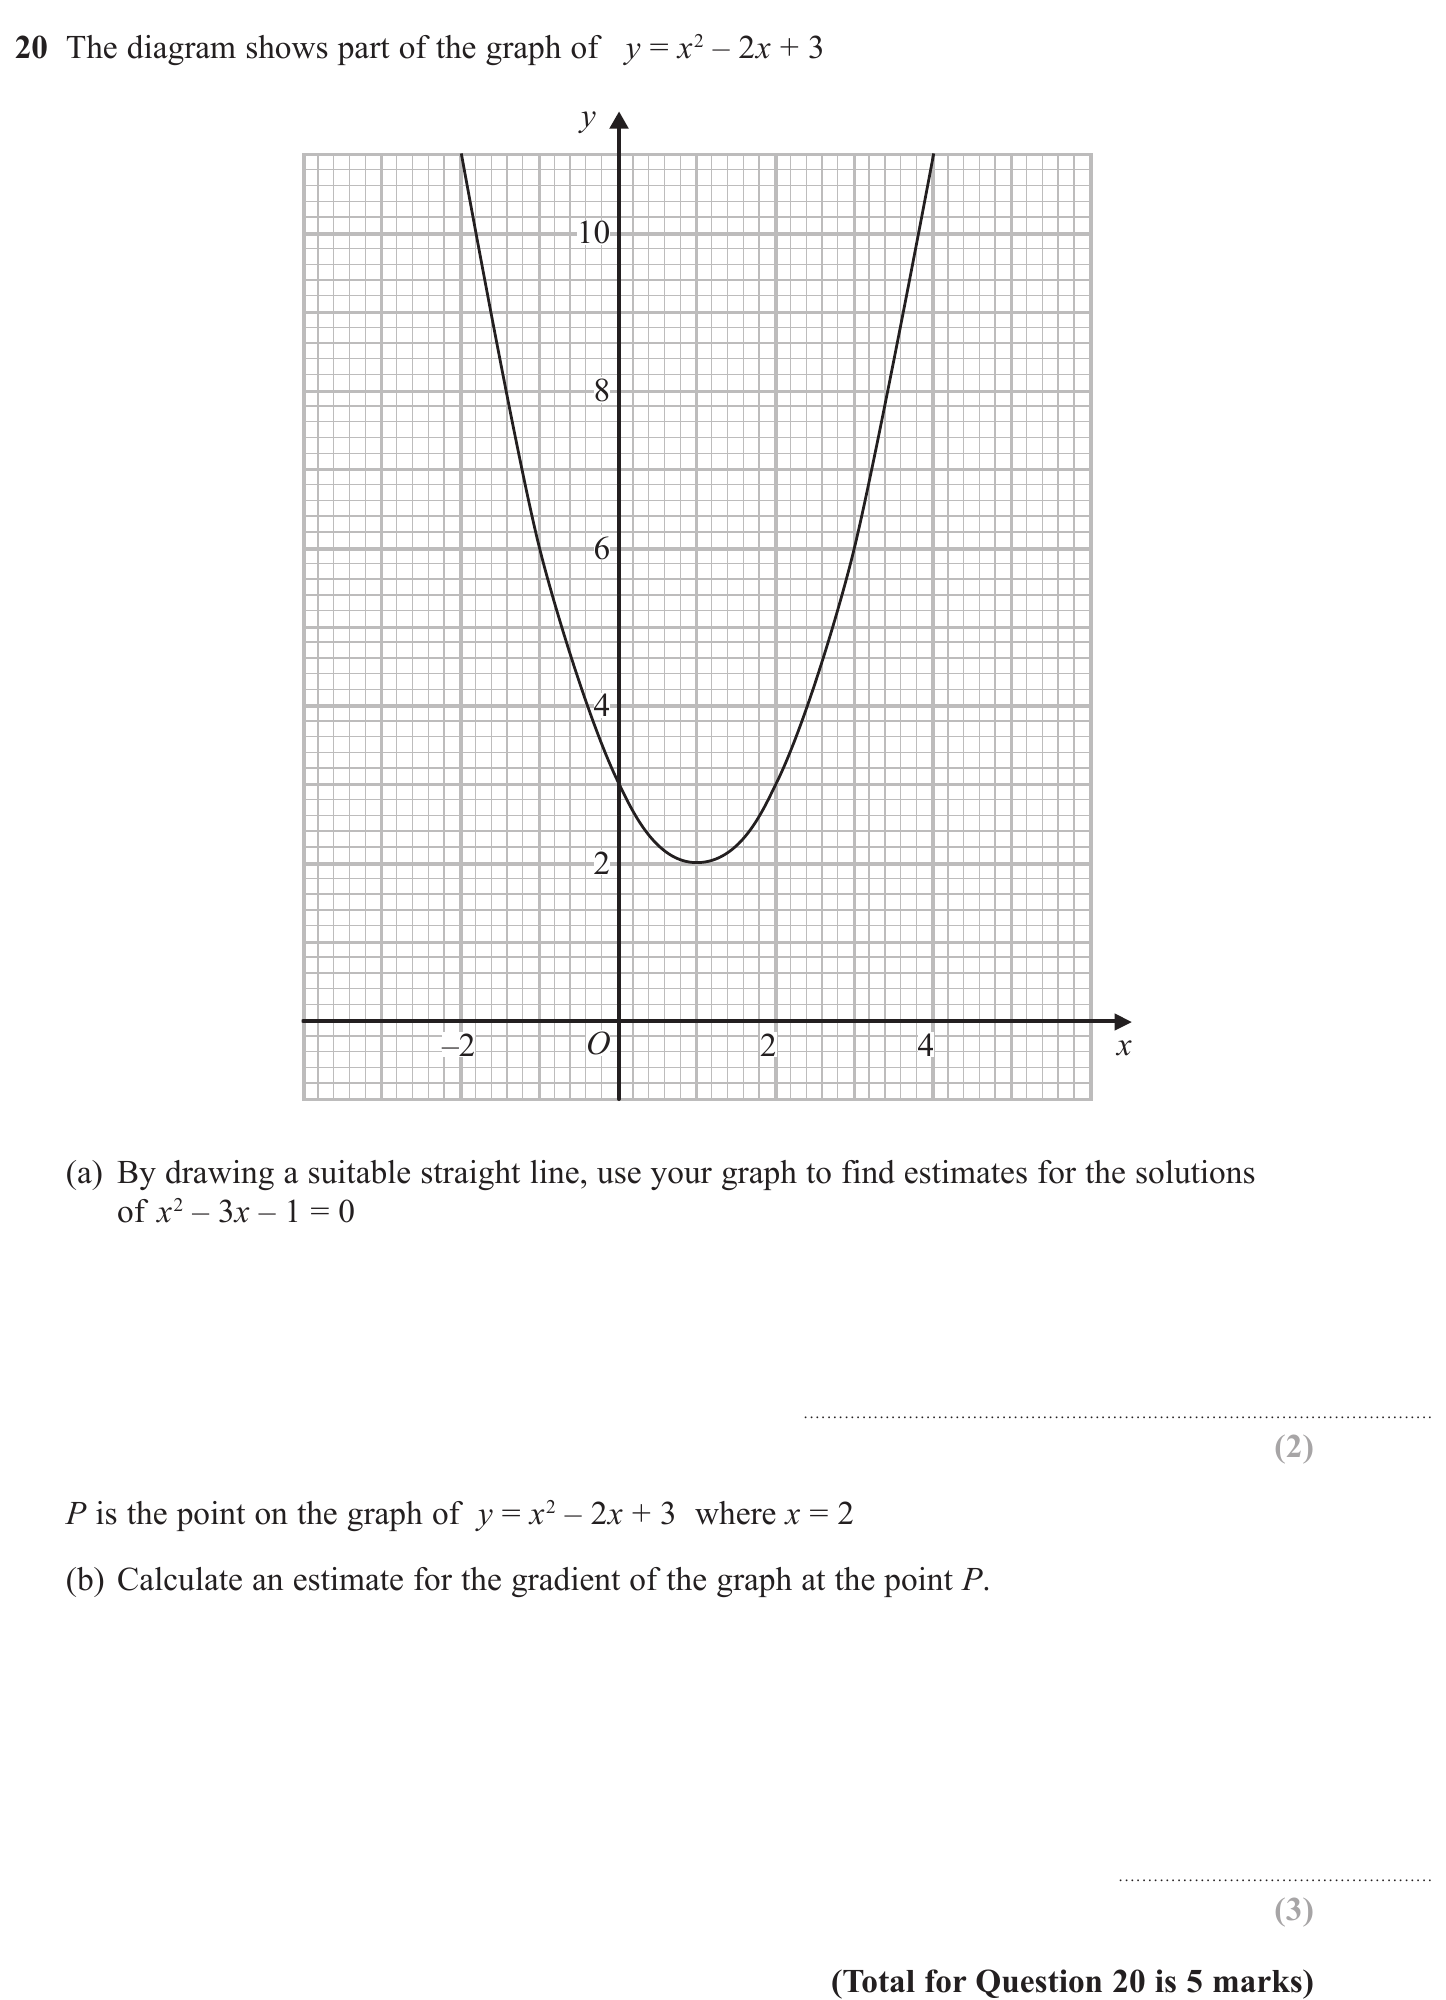 20 The diagram shows part of the graph of y = x² – 2x + 3
y
10
8
6
4
2
–2 O 2 4 x
(a) By drawing a suitable straight line, use your graph to find estimates for the solutions
of x² – 3x – 1 = 0
(2)
P is the point on the graph of y = x² – 2x + 3 where x = 2
(b) Calculate an estimate for the gradient of the graph at the point P.
(3)
(Total for Question 20 is 5 marks)